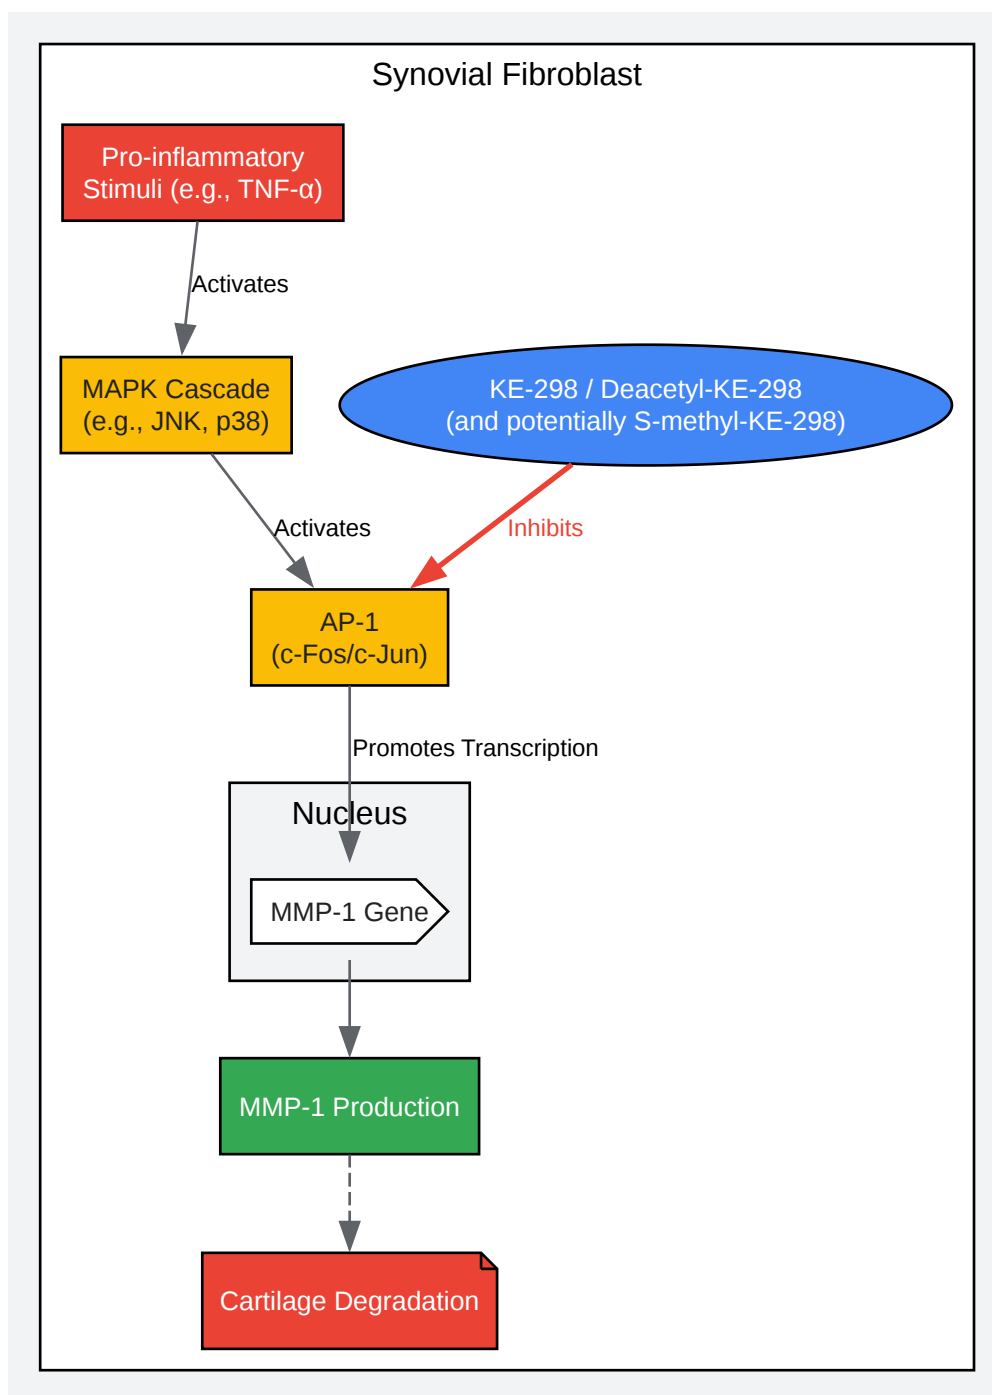 Synovial Fibroblast
Pro-inflammatory
Stimuli (e.g., TNF-α)
Activates
MAPK Cascade
(e.g., JNK, p38)
KE-298 / Deacetyl-KE-298
(and potentially S-methyl-KE-298)
Activates
Inhibits
AP-1
(c-Fos/c-Jun)
Promotes Transcription
Nucleus
MMP-1 Gene
MMP-1 Production
Cartilage Degradation